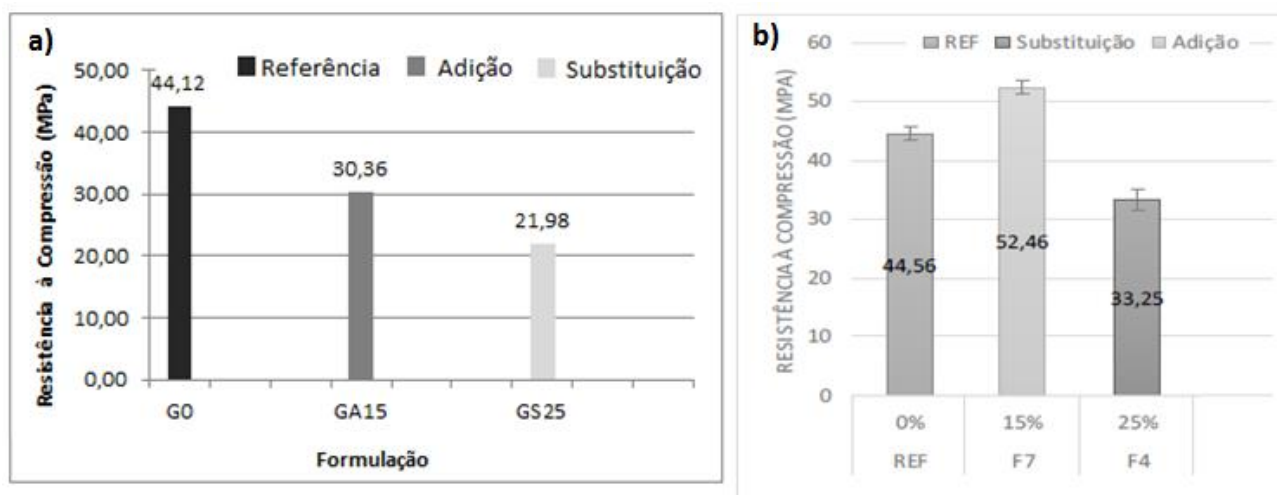 a)
Referência Adição Substituição
Resistência à Compressão (MPa)
50,00
40,00
30,00
20,00
10,00
0,00
44,12
30,36
21,98
G0 GA15 GS25
Formulação
b)
REF Substituição Adição
RESISTÊNCIA À COMPRESSÃO (MPA)
60
50
40
30
20
10
0
44,56
52,46
33,25
0% 15% 25%
REF F7 F4